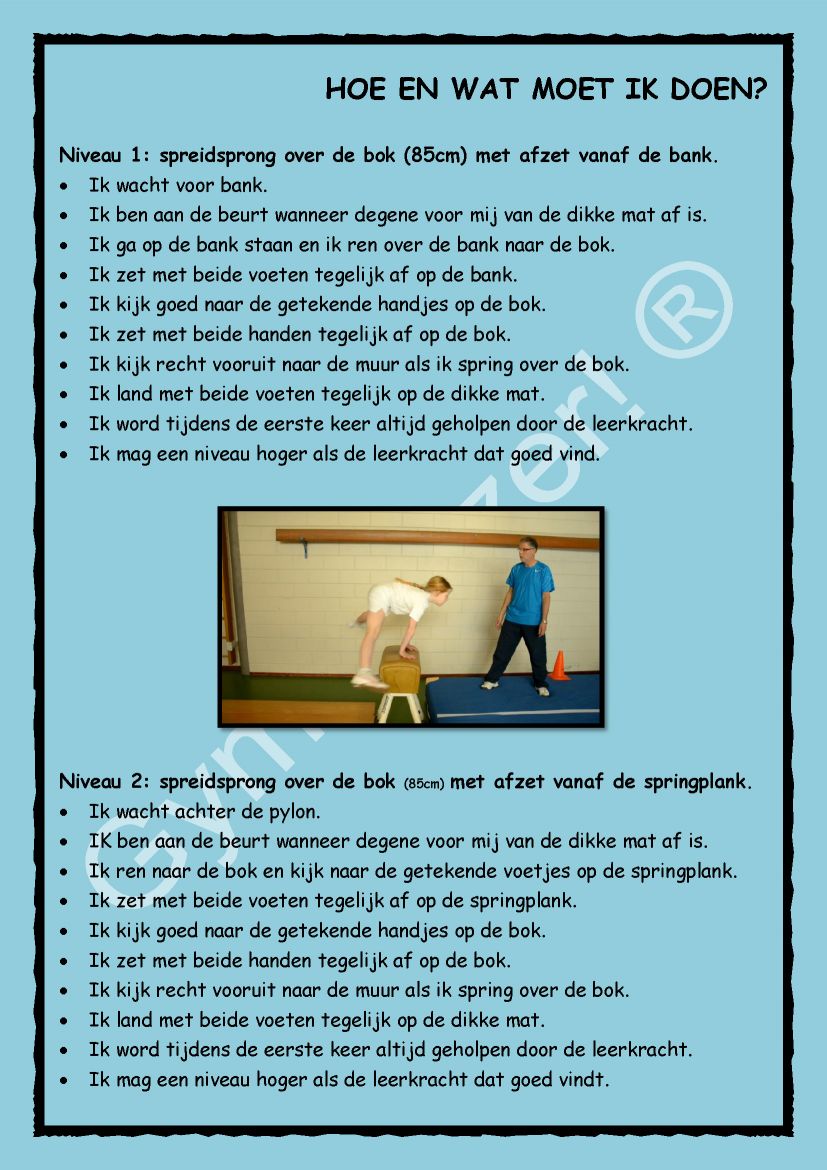 HOE EN WAT MOET IK DOEN?
Niveau 1: spreidsprong over de bok (85cm) met afzet vanaf de bank.
• Ik wacht voor bank.
• Ik ben aan de beurt wanneer degene voor mij van de dikke mat af is.
• Ik ga op de bank staan en ik ren over de bank naar de bok.
• Ik zet met beide voeten tegelijk af op de bank.
• Ik kijk goed naar de getekende handjes op de bok.
• Ik zet met beide handen tegelijk af op de bok.
• Ik kijk recht vooruit naar de muur als ik spring over de bok.
• Ik land met beide voeten tegelijk op de dikke mat.
• Ik word tijdens de eerste keer altijd geholpen door de leerkracht.
• Ik mag een niveau hoger als de leerkracht dat goed vind.
Niveau 2: spreidsprong over de bok (85cm) met afzet vanaf de springplank.
• Ik wacht achter de pylon.
• IK ben aan de beurt wanneer degene voor mij van de dikke mat af is.
• Ik ren naar de bok en kijk naar de getekende voetjes op de springplank.
• Ik zet met beide voeten tegelijk af op de springplank.
• Ik kijk goed naar de getekende handjes op de bok.
• Ik zet met beide handen tegelijk af op de bok.
• Ik kijk recht vooruit naar de muur als ik spring over de bok.
• Ik land met beide voeten tegelijk op de dikke mat.
• Ik word tijdens de eerste keer altijd geholpen door de leerkracht.
• Ik mag een niveau hoger als de leerkracht dat goed vindt.